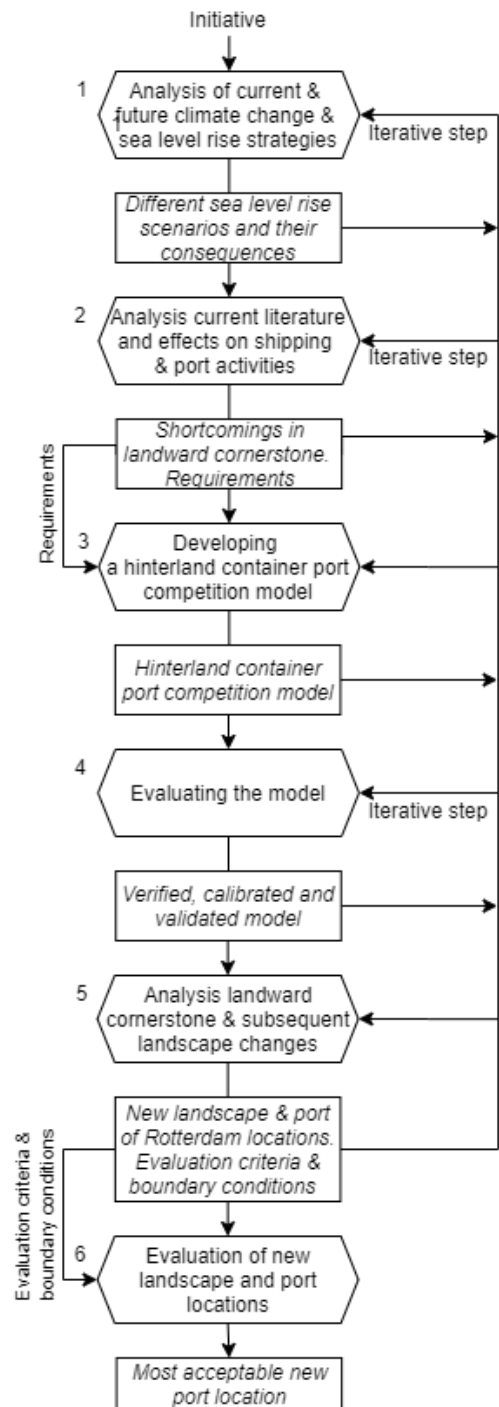 Initiative
1
Analysis of current &
future climate change &
sea level rise strategies
Iterative step
Different sea level rise
scenarios and their
consequences
2
Analysis current literature
and effects on shipping
& port activities
Iterative step
Shortcomings in
landward cornerstone.
Requirements
Requirements
3
Developing
a hinterland container port
competition model
Hinterland container
port competition model
4
Evaluating the model
Iterative step
Verified, calibrated and
validated model
5
Analysis landward
cornerstone & subsequent
landscape changes
New landscape & port
of Rotterdam locations.
Evaluation criteria &
boundary conditions
Evaluation criteria &
boundary conditions
6
Evaluation of new
landscape and port
locations
Most acceptable new
port location